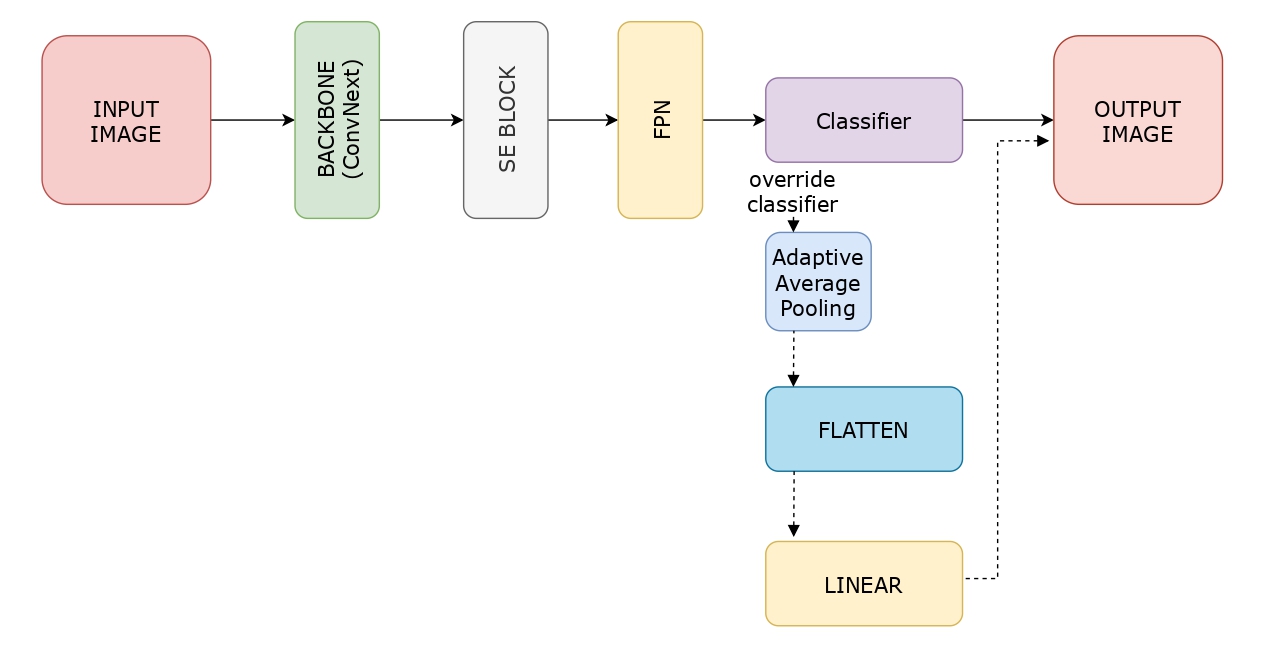 INPUT
IMAGE
BACKBONE
(ConvNext)
SE BLOCK
FPN
Classifier
OUTPUT
IMAGE
override
classifier
Adaptive
Average
Pooling
FLATTEN
LINEAR